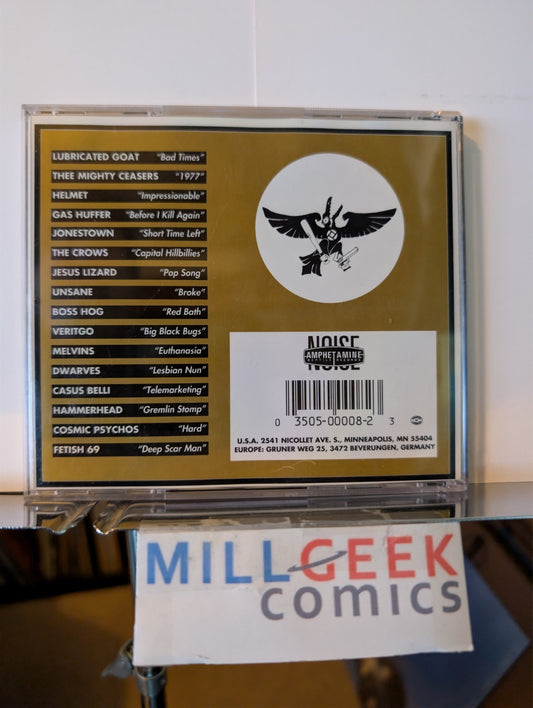 LUBRICATED GOAT "Bad Times"
THEE MIGHTY CEASERS "1977"
HELMET "Impressionable"
GAS HUFFER "Before I Kill Again"
JONESTOWN "Short Time Left"
THE CROWS "Capital Hillbillies"
JESUS LIZARD "Pop Song"
UNSANE "Broke"
BOSS HOG "Red Bath"
VERITGO "Big Black Bugs"
MELVINS "Euthanasia"
DWARVES "Lesbian Nun"
CASUS BELLI "Telemarketing"
HAMMERHEAD "Gremlin Stomp"
COSMIC PSYCHOS "Hard"
FETISH 69 "Deep Scar Man"
NOISE
AMPHETAMINE
REPTILE RECORDS
NOISE
0 03505-00008-2 3
U.S.A. 2541 NICOLLET AVE. S., MINNEAPOLIS, MN 55404
EUROPE: GRUNER WEG 25, 3472 BEVERUNGEN, GERMANY
MILLGEEK
comics